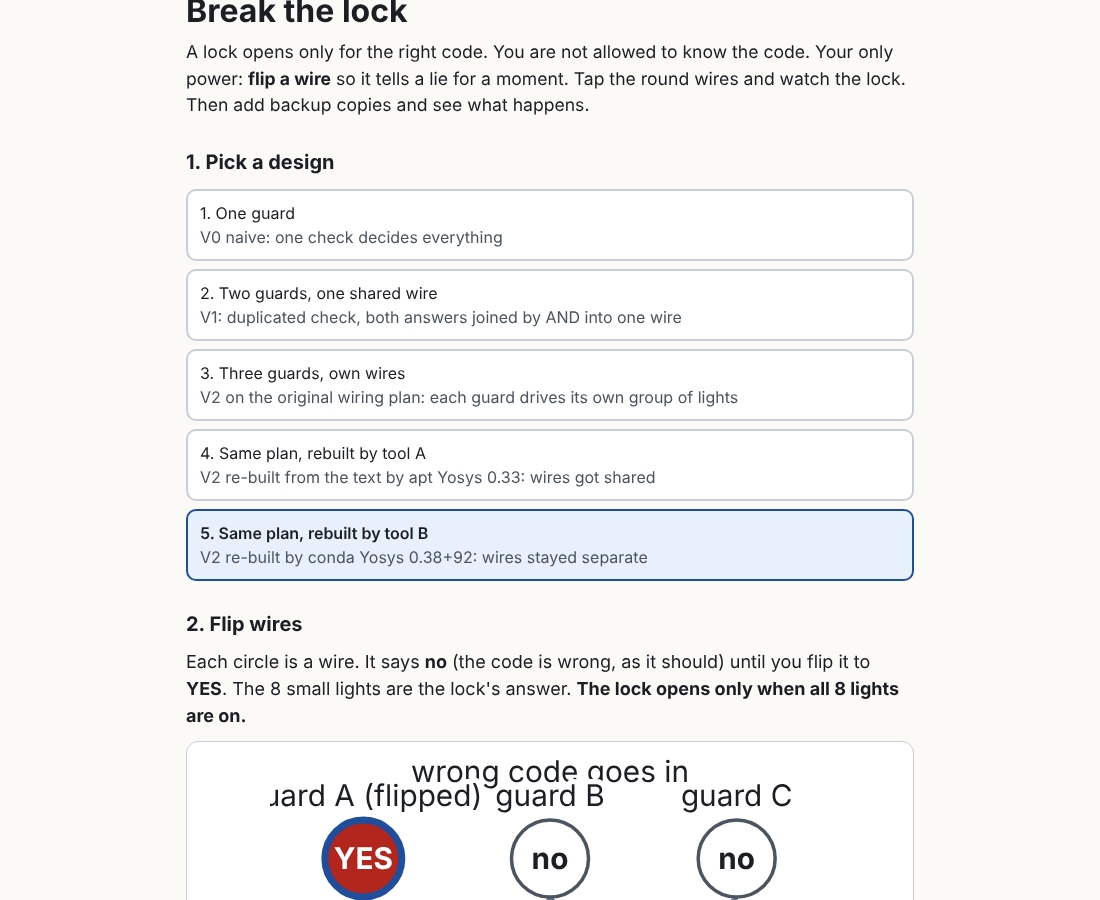 Break the lock
A lock opens only for the right code. You are not allowed to know the code. Your only
power: flip a wire so it tells a lie for a moment. Tap the round wires and watch the lock.
Then add backup copies and see what happens.
1. Pick a design
1. One guard
V0 naive: one check decides everything
2. Two guards, one shared wire
V1: duplicated check, both answers joined by AND into one wire
3. Three guards, own wires
V2 on the original wiring plan: each guard drives its own group of lights
4. Same plan, rebuilt by tool A
V2 re-built from the text by apt Yosys 0.33: wires got shared
5. Same plan, rebuilt by tool B
V2 re-built by conda Yosys 0.38+92: wires stayed separate
2. Flip wires
Each circle is a wire. It says no (the code is wrong, as it should) until you flip it to
YES. The 8 small lights are the lock's answer. The lock opens only when all 8 lights
are on.
wrong code goes in
A (flipped) guard B guard C
YES no no